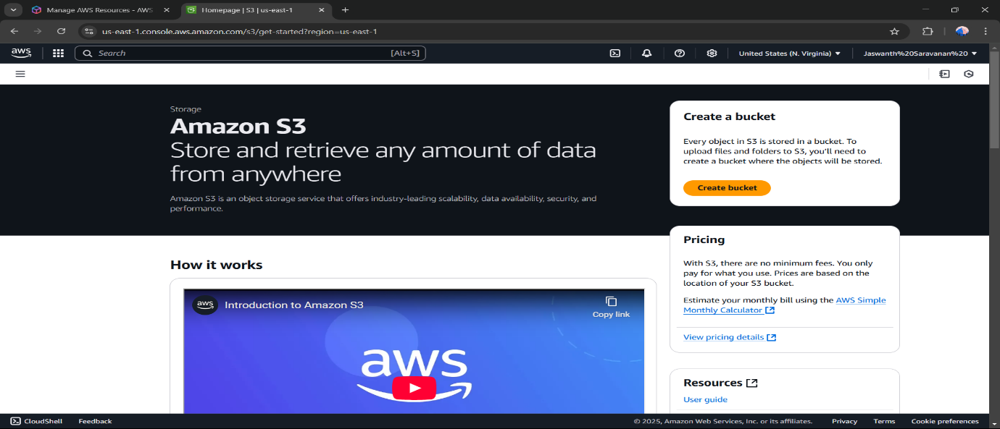 Manage AWS Resources - AWS
Homepage | S3 | us-east-1
us-east-1.console.aws.amazon.com/s3/get-started?region=us-east-1
aws
Search
[Alt+S]
United States (N. Virginia)
Jaswanth%20Saravanan%20
Storage
Amazon S3
Store and retrieve any amount of data
from anywhere
Amazon S3 is an object storage service that offers industry-leading scalability, data availability, security, and
performance.
Create a bucket
Every object in S3 is stored in a bucket. To
upload files and folders to S3, you'll need to
create a bucket where the objects will be stored.
Create bucket
Pricing
With S3, there are no minimum fees. You only
pay for what you use. Prices are based on the
location of your S3 bucket.
Estimate your monthly bill using the AWS Simple
Monthly Calculator
View pricing details
Resources
User guide
How it works
aws
Introduction to Amazon S3
Copy link
aws
CloudShell
Feedback
© 2025, Amazon Web Services, Inc. or its affiliates.
Privacy
Terms
Cookie preferences